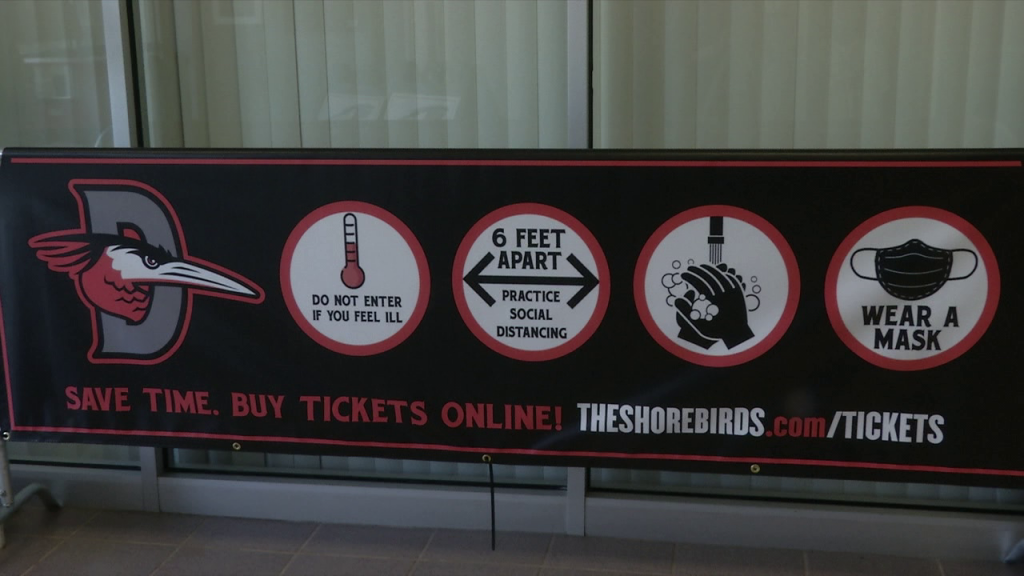 D
DO NOT ENTER
IF YOU FEEL ILL
6 FEET
APART
PRACTICE
SOCIAL
DISTANCING
WEAR A
MASK
SAVE TIME. BUY TICKETS ONLINE! THESHOREBIRDS.com/TICKETS